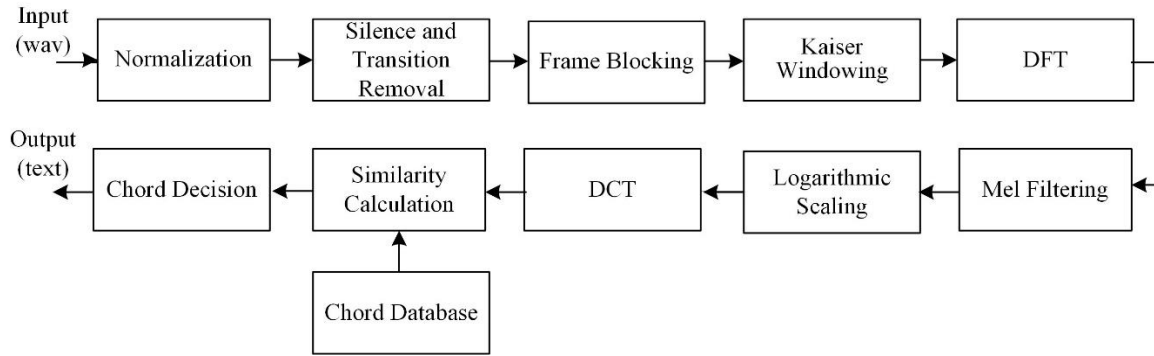 Input
(wav)
Normalization
Silence and
Transition
Removal
Frame Blocking
Kaiser
Windowing
DFT
Output
(text)
Chord Decision
Similarity
Calculation
DCT
Logarithmic
Scaling
Mel Filtering
Chord Database